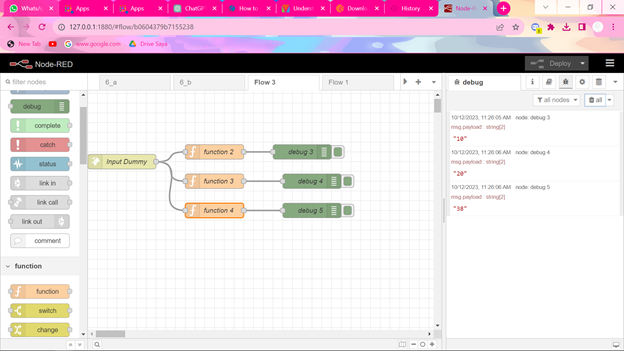 WhatsA
Apps
Apps
ChatGP
How to
Underst
Downlo
History
Node-R
127.0.0.1:1880/#flow/b0604379b7155238
New Tab
www.google.com
Drive Saya
Node-RED
Deploy
filter nodes
6_a
6_b
Flow 3
Flow 1
debug
all nodes
all
debug
complete
catch
status
link in
link call
link out
comment
function
function
switch
change
Input Dummy
function 2
debug 3
function 3
debug 4
function 4
debug 5
10/12/2023, 11:26:05 AM node: debug 3
msg.payload : string[2]
"10"
10/12/2023, 11:26:06 AM node: debug 4
msg.payload : string[2]
"20"
10/12/2023, 11:26:06 AM node: debug 5
msg.payload : string[2]
"38"